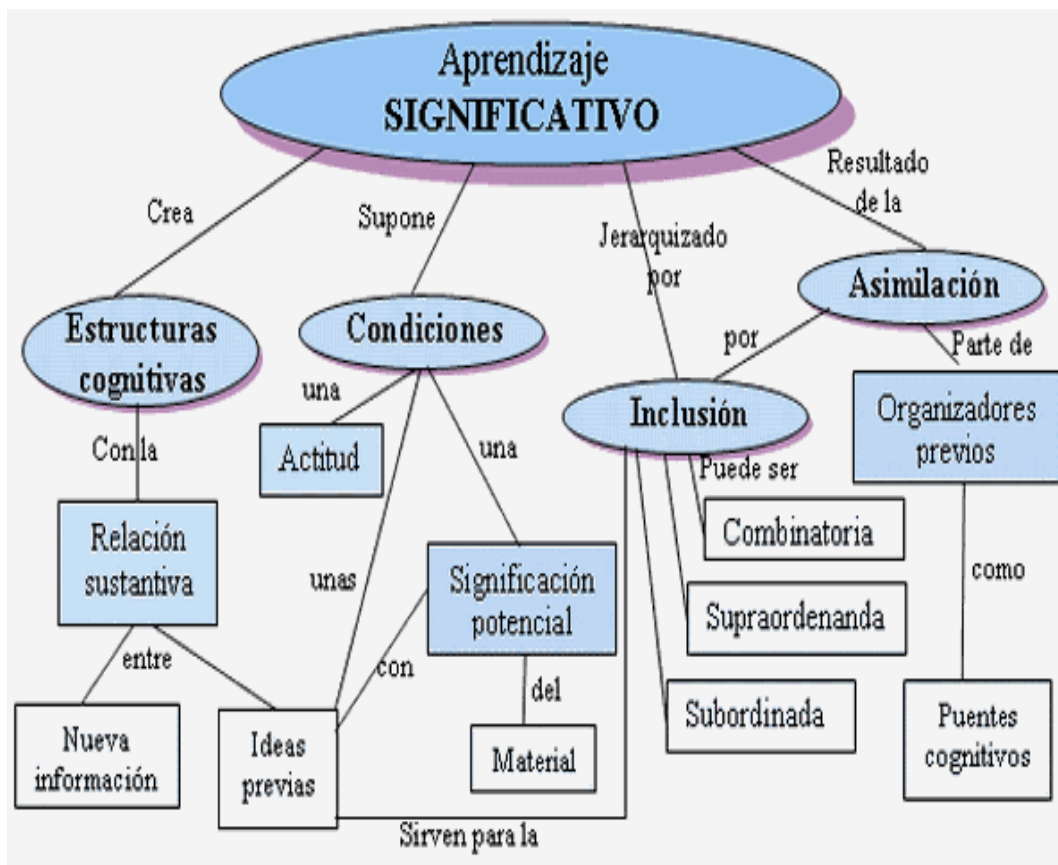 Aprendizaje
SIGNIFICATIVO
Crea
Supone
Jerarquizado
por
Resultado
de la
Estructuras
cognitivas
Condiciones
Asimilación
por
Parte de
una
Con la
Actitud
una
Inclusión
Organizadores
previos
Puede ser
Relación
sustantiva
unas
Significación
potencial
Combinatoria
como
Supraordenanda
entre
con
del
Subordinada
Nueva
información
Ideas
previas
Material
Puentes
cognitivos
Sirven para la